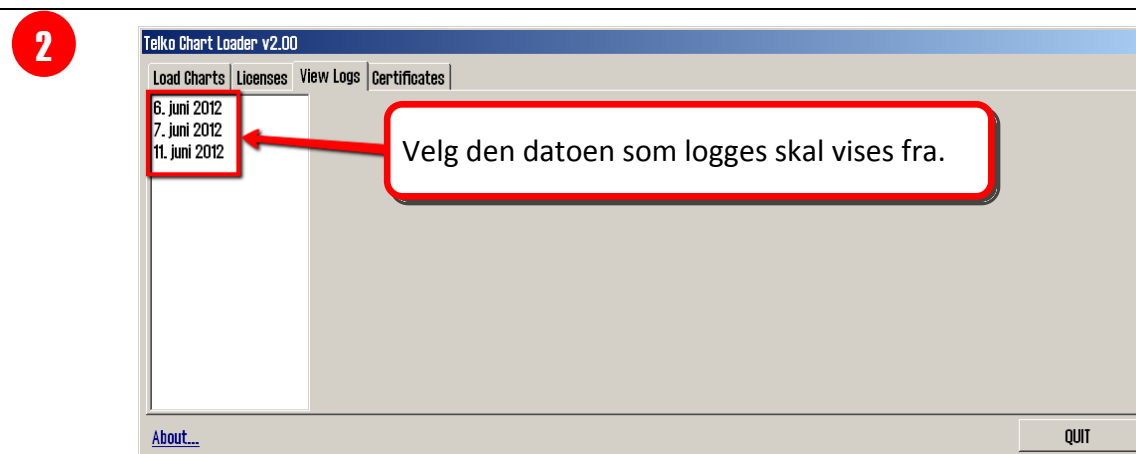 2
Telko Chart Loader v2.00
Load Charts Licenses View Logs Certificates
6. juni 2012
7. juni 2012
11. juni 2012
Velg den datoen som logges skal vises fra.
About... QUIT